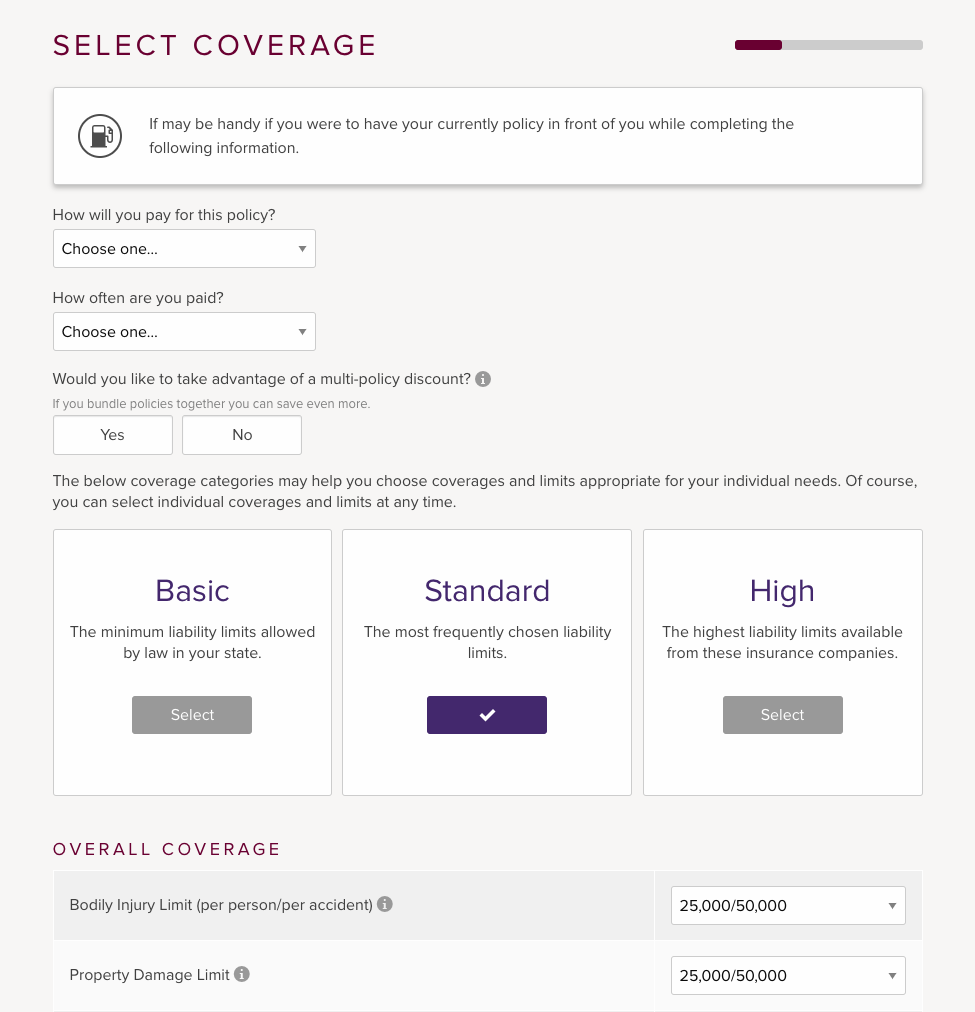 SELECT COVERAGE
If may be handy if you were to have your currently policy in front of you while completing the
following information.
How will you pay for this policy?
Choose one...
How often are you paid?
Choose one...
Would you like to take advantage of a multi-policy discount? i
If you bundle policies together you can save even more.
Yes No
The below coverage categories may help you choose coverages and limits appropriate for your individual needs. Of course,
you can select individual coverages and limits at any time.
Basic
The minimum liability limits allowed
by law in your state.
Select
Standard
The most frequently chosen liability
limits.
High
The highest liability limits available
from these insurance companies.
Select
OVERALL COVERAGE
Bodily Injury Limit (per person/per accident) i 25,000/50,000
Property Damage Limit i 25,000/50,000